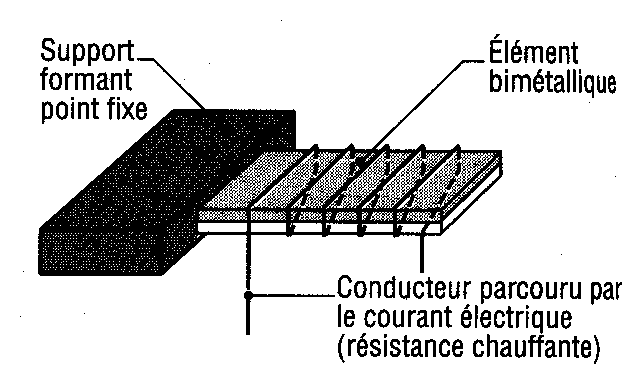 Support
formant
point fixe
Élément
bimétallique
Conducteur parcouru par
le courant électrique
(résistance chauffante)